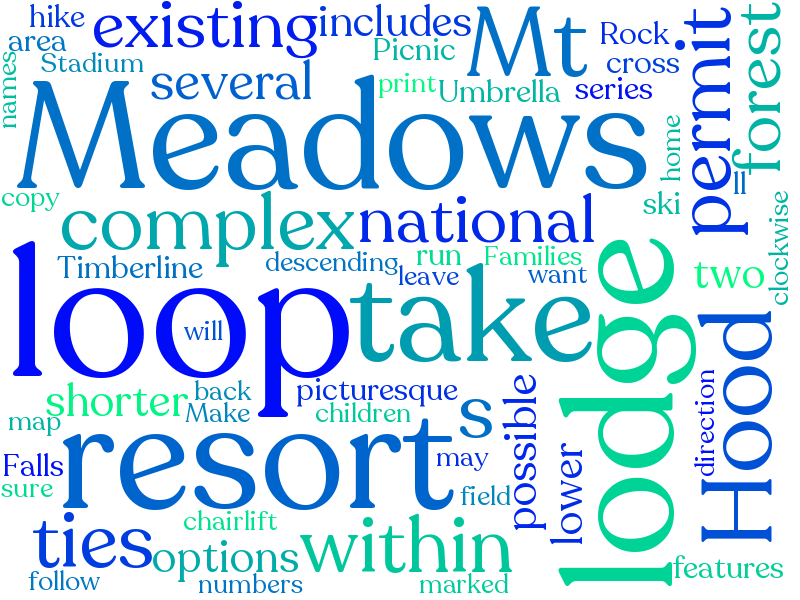 hike
existing
includes
Mt
Rock
permit
forest
area
Stadium
several
Picnic
cross
names
print
Umbrella
series
Meadows
home
ll
copy
complex
national
ski
clockwise
Timberline
descending
run
Families
leave
want
two
loop
will
take
lodge
Hood
shorter
back
Make
picturesque
children
s
possible
direction
map
resort
may
lower
Falls
sure
field
chairlift
ties
options
within
features
follow
numbers
marked